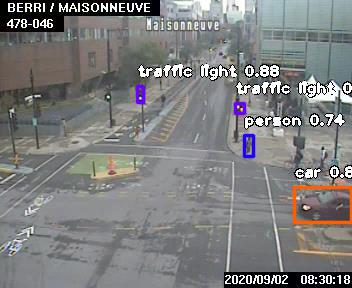 BERRI / MAISONNEUVE
478-046
Maisonneuve
traffic light 0.88
traffic light 0
person 0.74
car 0.8
2020/09/02 08:30:18